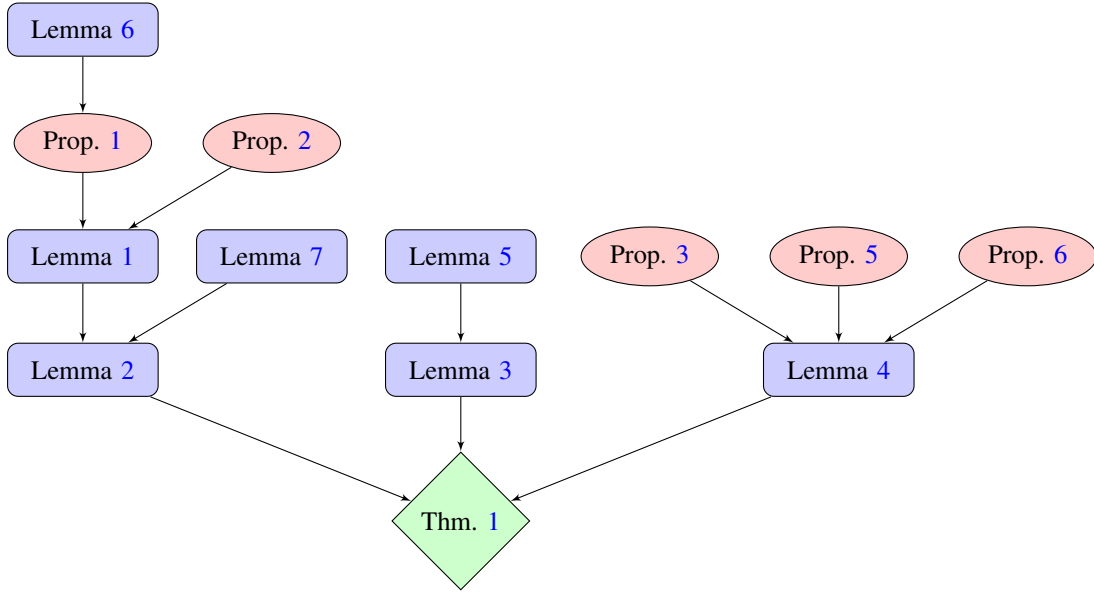 Lemma 6
Prop. 1
Prop. 2
Lemma 1
Lemma 7
Lemma 5
Prop. 3
Prop. 5
Prop. 6
Lemma 2
Lemma 3
Lemma 4
Thm. 1